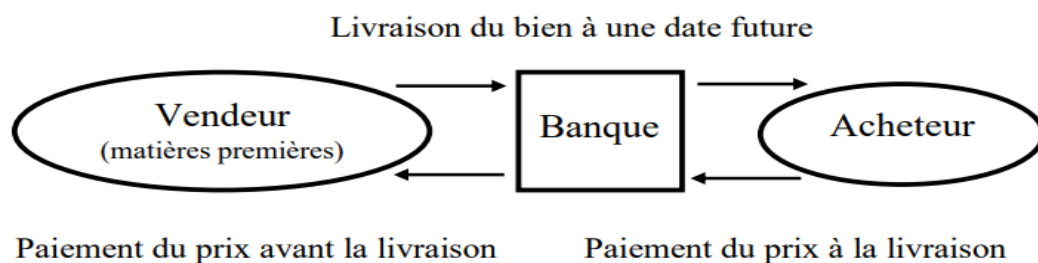 Livraison du bien à une date future
Vendeur
(matières premières)
Banque
Acheteur
Paiement du prix avant la livraison
Paiement du prix à la livraison